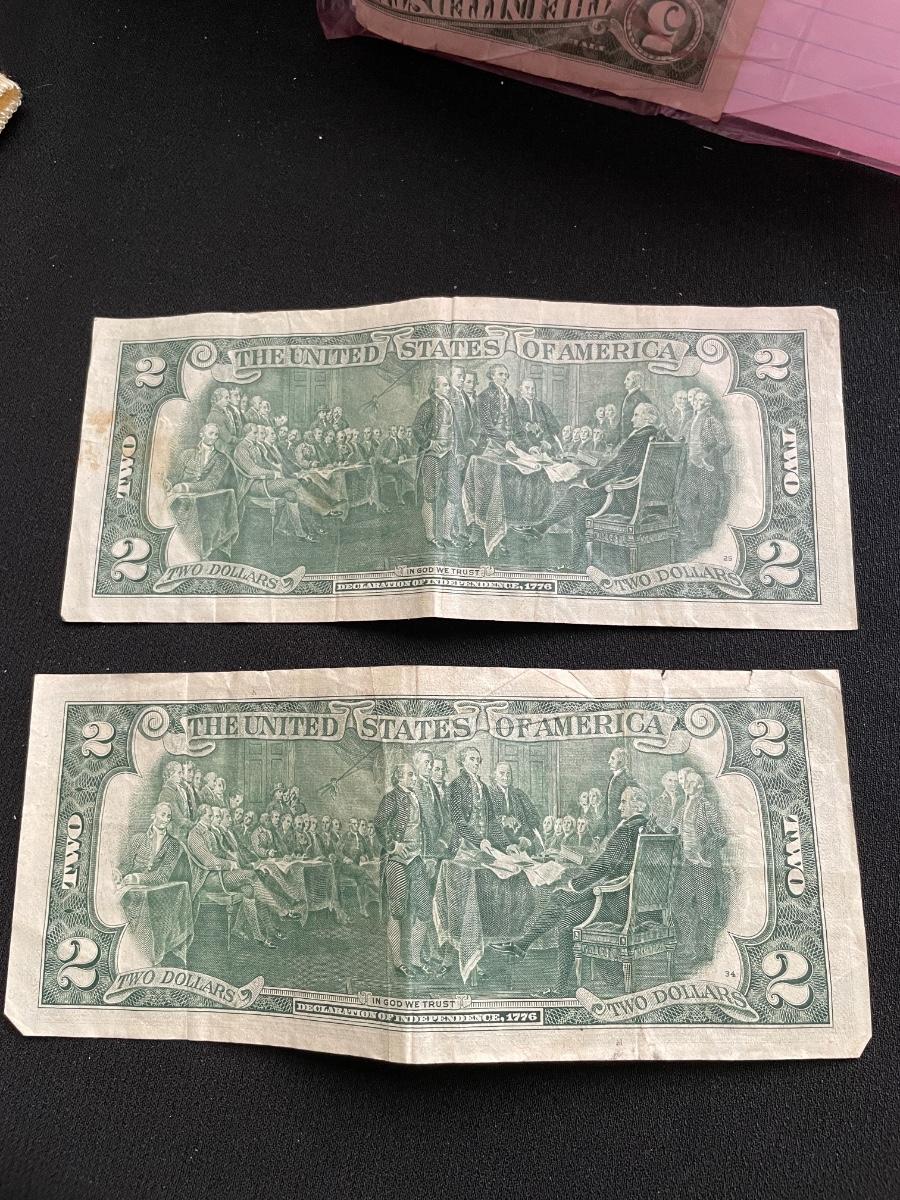 5
THE UNITED STATES OF AMERICA
2
2
TWO
TWO
2
2
25
TWO DOLLARS
IN GOD WE TRUST
TWO DOLLARS
DECLARATION OF INDEPENDENCE, 1776
THE UNITED STATES OF AMERICA
2
2
TWO
TWO
2
2
34
TWO DOLLARS
IN GOD WE TRUST
TWO DOLLARS
DECLARATION OF INDEPENDENCE, 1776